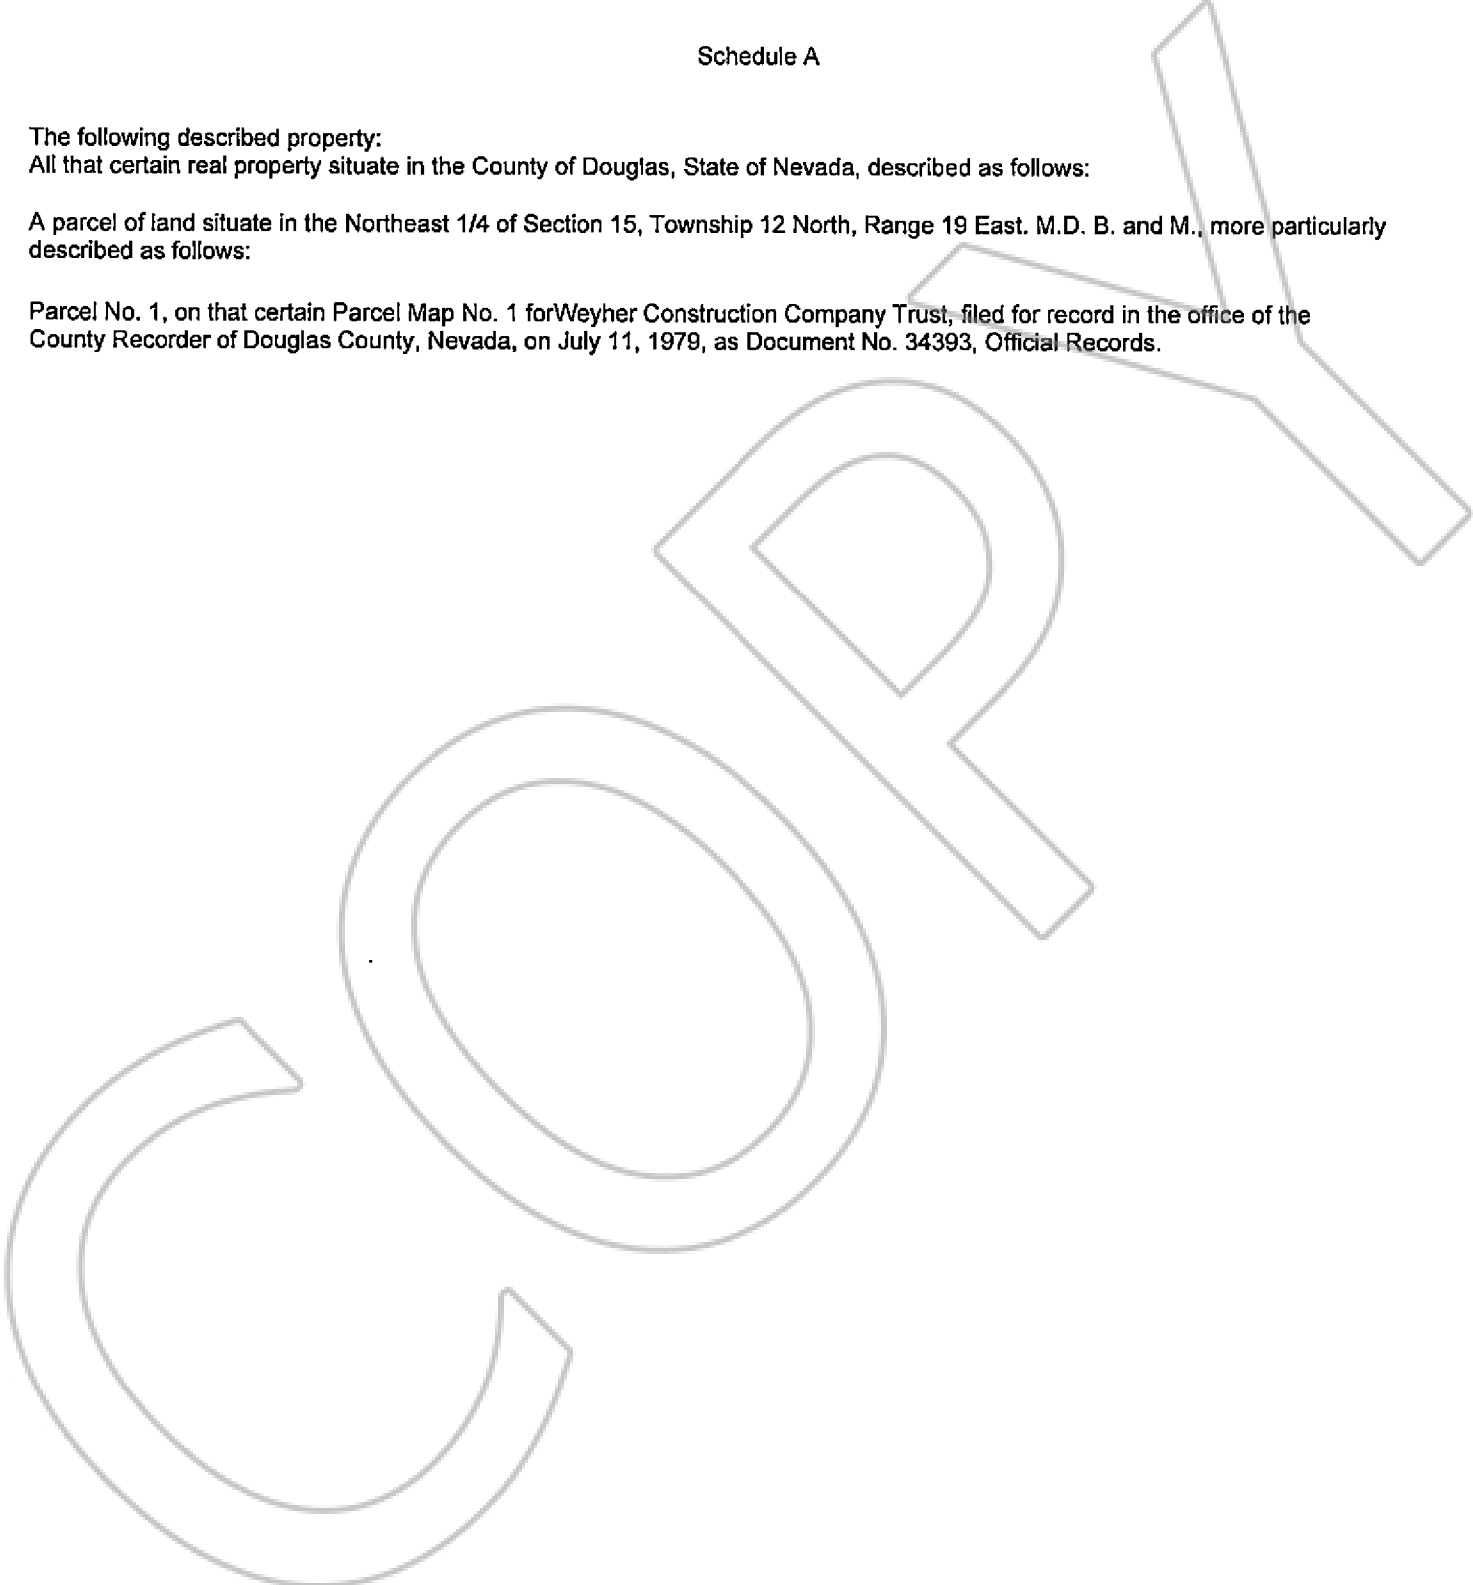 Schedule A
The following described property:
All that certain real property situate in the County of Douglas, State of Nevada, described as follows:
A parcel of land situate in the Northeast 1/4 of Section 15, Township 12 North, Range 19 East. M.D. B. and M., more particularly
described as follows:
Parcel No. 1, on that certain Parcel Map No. 1 forWeyher Construction Company Trust, filed for record in the office of the
County Recorder of Douglas County, Nevada, on July 11, 1979, as Document No. 34393, Official Records.
COPY